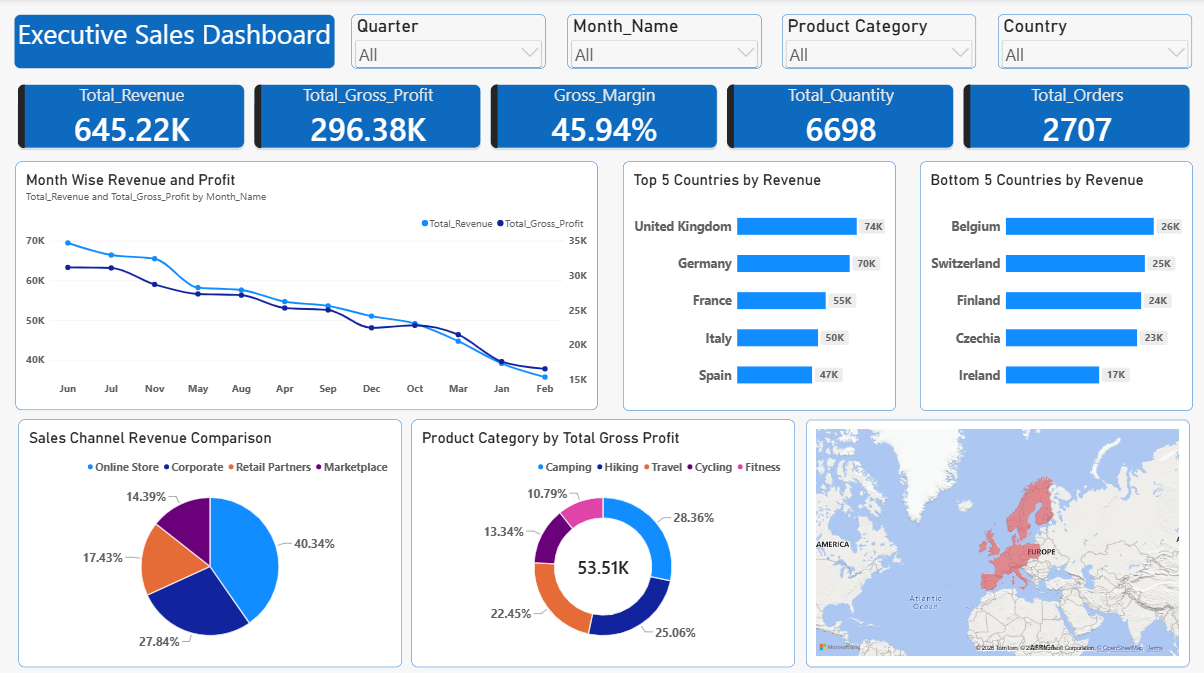 Executive Sales Dashboard
Quarter
All
Month_Name
All
Product Category
All
Country
All
Total_Revenue
645.22K
Total_Gross_Profit
296.38K
Gross_Margin
45.94%
Total_Quantity
6698
Total_Orders
2707
Month Wise Revenue and Profit
Total_Revenue and Total_Gross_Profit by Month_Name
Total_Revenue Total_Gross_Profit
70K
60K
50K
40K
35K
30K
25K
20K
15K
Jun Jul Nov May Aug Apr Sep Dec Oct Mar Jan Feb
Top 5 Countries by Revenue
United Kingdom 74K
Germany 70K
France 55K
Italy 50K
Spain 47K
Bottom 5 Countries by Revenue
Belgium 26K
Switzerland 25K
Finland 24K
Czechia 23K
Ireland 17K
Sales Channel Revenue Comparison
Online Store Corporate Retail Partners Marketplace
14.39%
40.34%
17.43%
27.84%
Product Category by Total Gross Profit
Camping Hiking Travel Cycling Fitness
10.79%
28.36%
13.34%
53.51K
22.45%
25.06%
AMERICA
EUROPE
Atlantic
Ocean
Microsoft Bing
© 2026 TomTom, © Corporation, © OpenStreetMap Terms